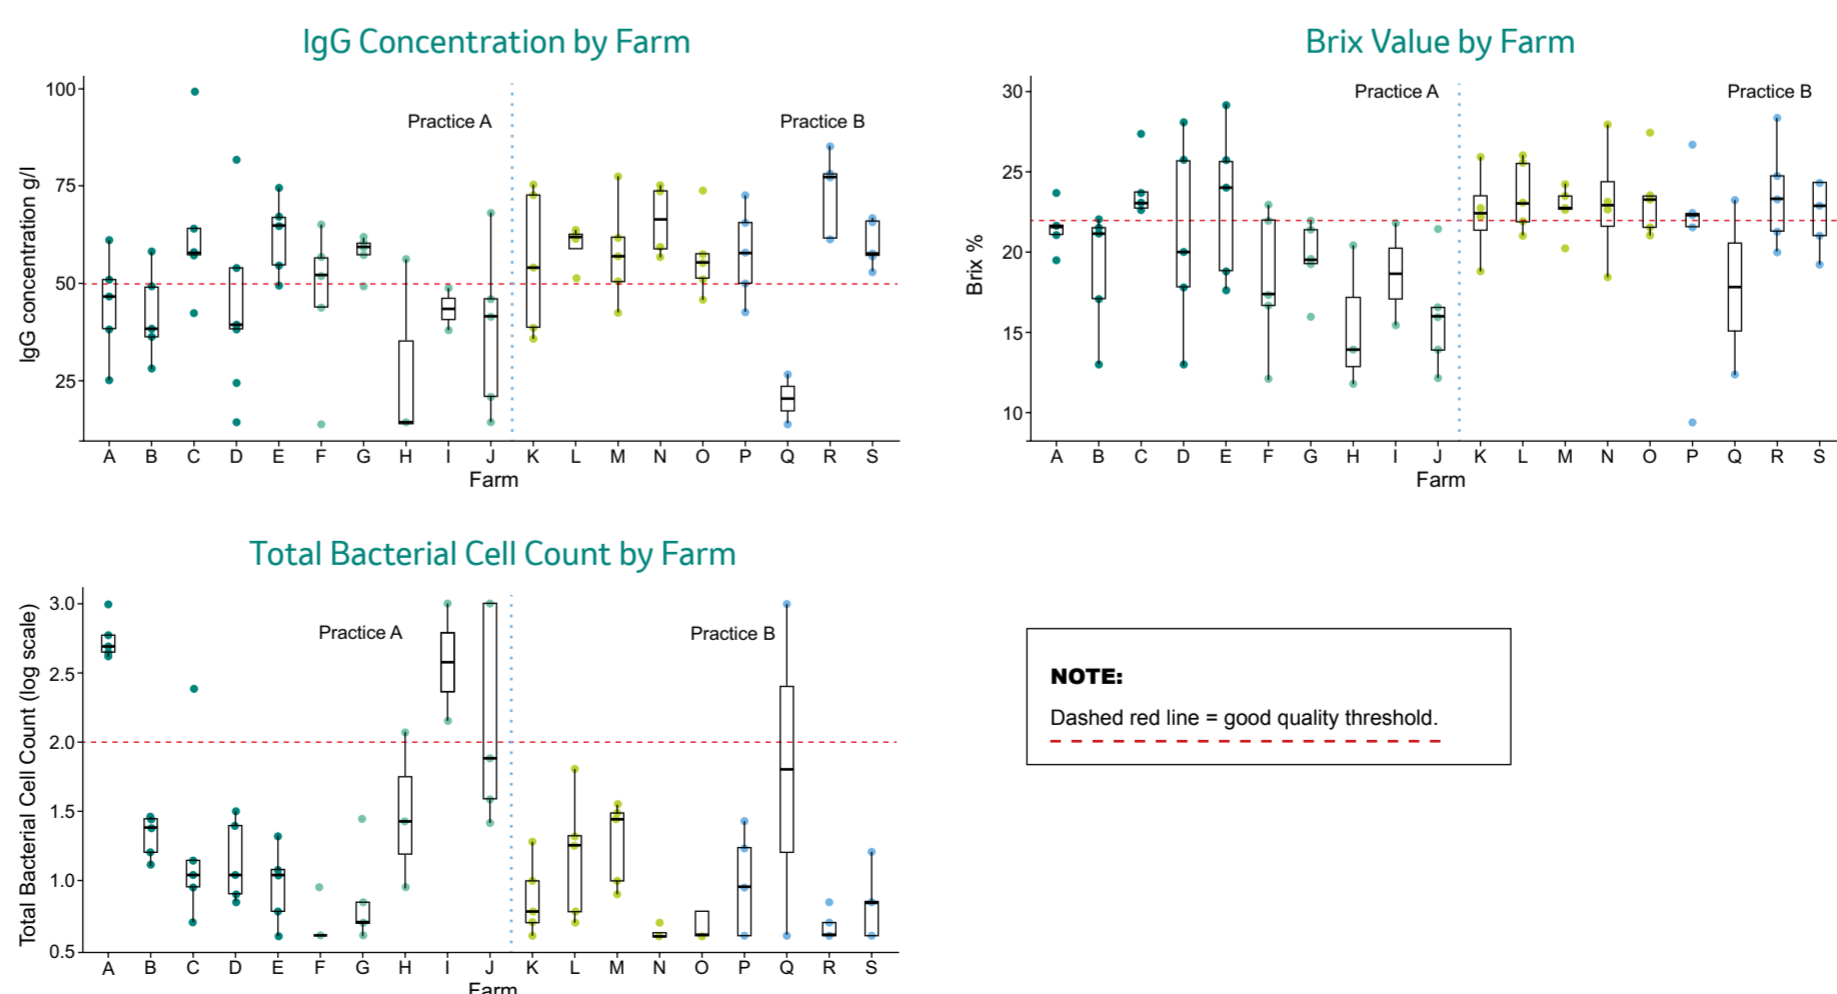 IgG Concentration by Farm
IgG concentration g/l
100
75
50
25
Practice A
Practice B
A B C D E F G H I J K L M N O P Q R S
Farm
Brix Value by Farm
Brix %
30
25
20
15
10
Practice A
Practice B
A B C D E F G H I J K L M N O P Q R S
Farm
Total Bacterial Cell Count by Farm
Total Bacterial Cell Count (log scale)
3.0
2.5
2.0
1.5
1.0
0.5
Practice A
Practice B
A B C D E F G H I J K L M N O P Q R S
Farm
NOTE:
Dashed red line = good quality threshold.